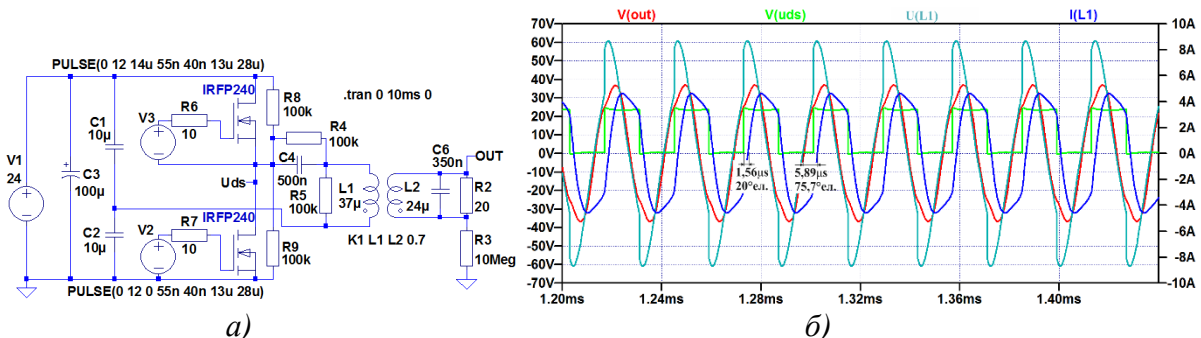 PULSE(0 12 14u 55n 40n 13u 28u)
IRFP240
R6
10
V3
R8
100k
.tran 0 10ms 0
C1
10µ
R4
100k
C4
500n
C6
350n
OUT
V1
24
C3
100µ
Uds
R5
100k
L1
37µ
L2
24µ
R2
20
C2
10µ
IRFP240
V2
R7
10
R9
100k
K1 L1 L2 0.7
R3
10Meg
PULSE(0 12 0 55n 40n 13u 28u)
а)
V(out) V(uds) U(L1) I(L1)
70V
60V
50V
40V
30V
20V
10V
0V
-10V
-20V
-30V
-40V
-50V
-60V
-70V
10A
8A
6A
4A
2A
0A
-2A
-4A
-6A
-8A
-10A
1,56µs
20°ел.
5,89µs
75,7°ел.
1.20ms 1.24ms 1.28ms 1.32ms 1.36ms 1.40ms
б)